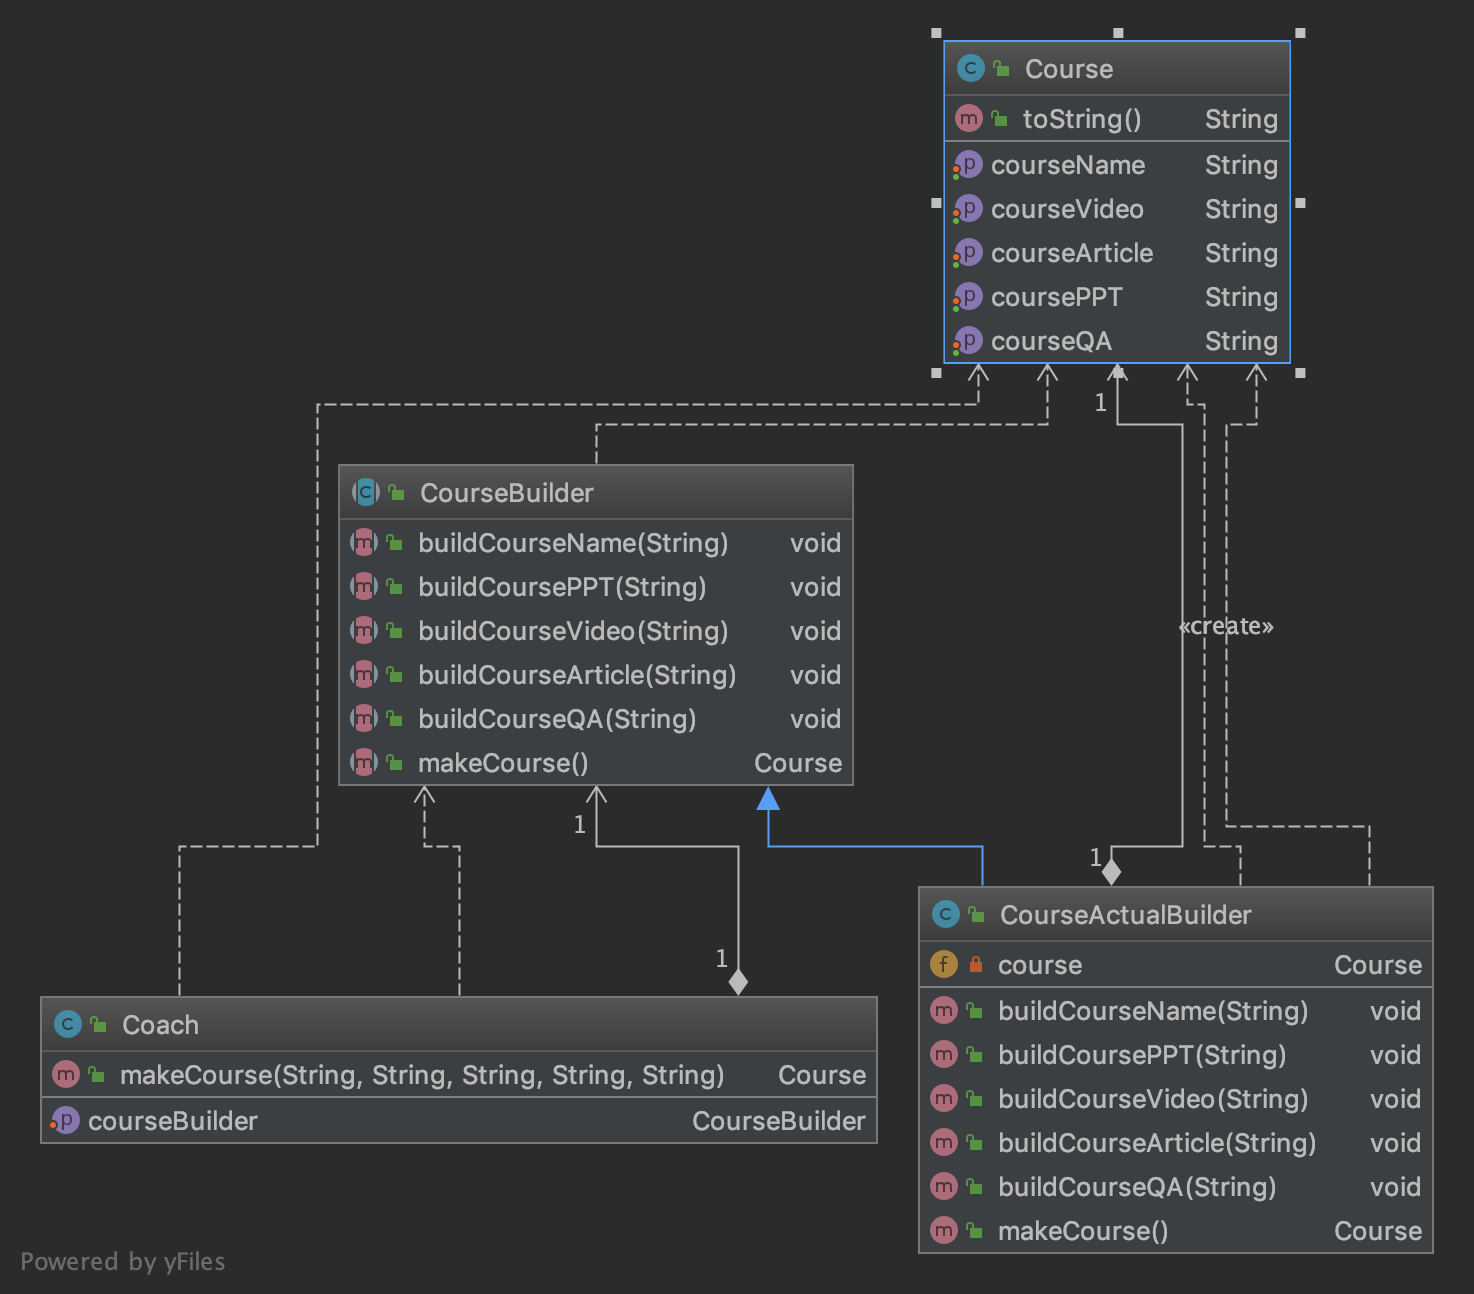 Course
toString() String
courseName String
courseVideo String
courseArticle String
coursePPT String
courseQA String
1
CourseBuilder
buildCourseName(String) void
buildCoursePPT(String) void
buildCourseVideo(String) void
buildCourseArticle(String) void
buildCourseQA(String) void
makeCourse() Course
«create»
1
1
1
Coach
makeCourse(String, String, String, String, String) Course
courseBuilder CourseBuilder
CourseActualBuilder
course Course
buildCourseName(String) void
buildCoursePPT(String) void
buildCourseVideo(String) void
buildCourseArticle(String) void
buildCourseQA(String) void
makeCourse() Course
Powered by yFiles